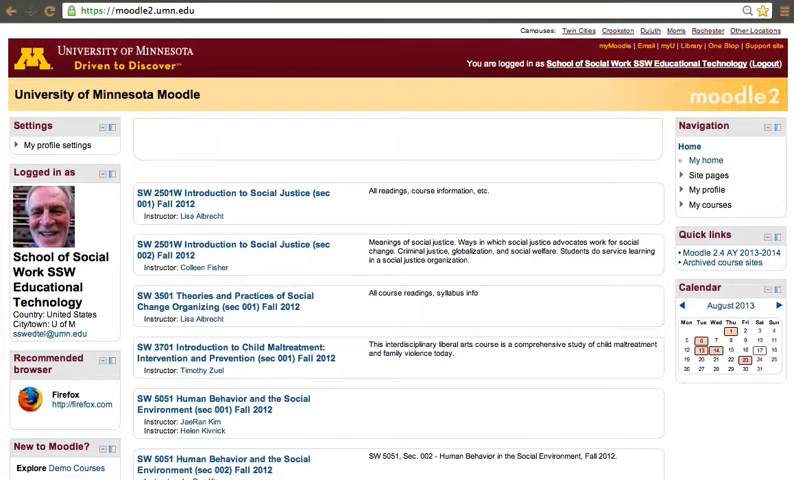 https://moodle2.umn.edu
Campuses: Twin Cities Crookston Duluth Morris Rochester Other Locations
M
UNIVERSITY OF MINNESOTA
Driven to Discover℠
myMoodle | Email | myU | Library | One Stop | Support site
You are logged in as School of Social Work SSW Educational Technology (Logout)
University of Minnesota Moodle
moodle2
Settings
My profile settings
Logged in as
School of Social
Work SSW
Educational
Technology
Country: United States
City/town: U of M
sswedtel@umn.edu
Recommended
browser
Firefox
http://firefox.com
New to Moodle?
Explore Demo Courses
SW 2501W Introduction to Social Justice (sec
001) Fall 2012
Instructor: Lisa Albrecht
All readings, course information, etc.
SW 2501W Introduction to Social Justice (sec
002) Fall 2012
Instructor: Colleen Fisher
Meanings of social justice. Ways in which social justice advocates work for social
change. Criminal justice, globalization, and social welfare. Students do service learning
in a social justice organization.
SW 3501 Theories and Practices of Social
Change Organizing (sec 001) Fall 2012
Instructor: Lisa Albrecht
All course readings, syllabus info
SW 3701 Introduction to Child Maltreatment:
Intervention and Prevention (sec 001) Fall 2012
Instructor: Timothy Zuel
This interdisciplinary liberal arts course is a comprehensive study of child maltreatment
and family violence today.
SW 5051 Human Behavior and the Social
Environment (sec 001) Fall 2012
Instructor: JaeRan Kim
Instructor: Helen Kivnick
SW 5051 Human Behavior and the Social
Environment (sec 002) Fall 2012
SW 5051, Sec. 002 - Human Behavior in the Social Environment, Fall 2012.
Navigation
Home
My home
Site pages
My profile
My courses
Quick links
Moodle 2.4 AY 2013-2014
Archived course sites
Calendar
August 2013
Mon Tue Wed Thu Fri Sat Sun
1 2 3 4
5 6 7 8 9 10 11
12 13 14 15 16 17 18
19 20 21 22 23 24 25
26 27 28 29 30 31